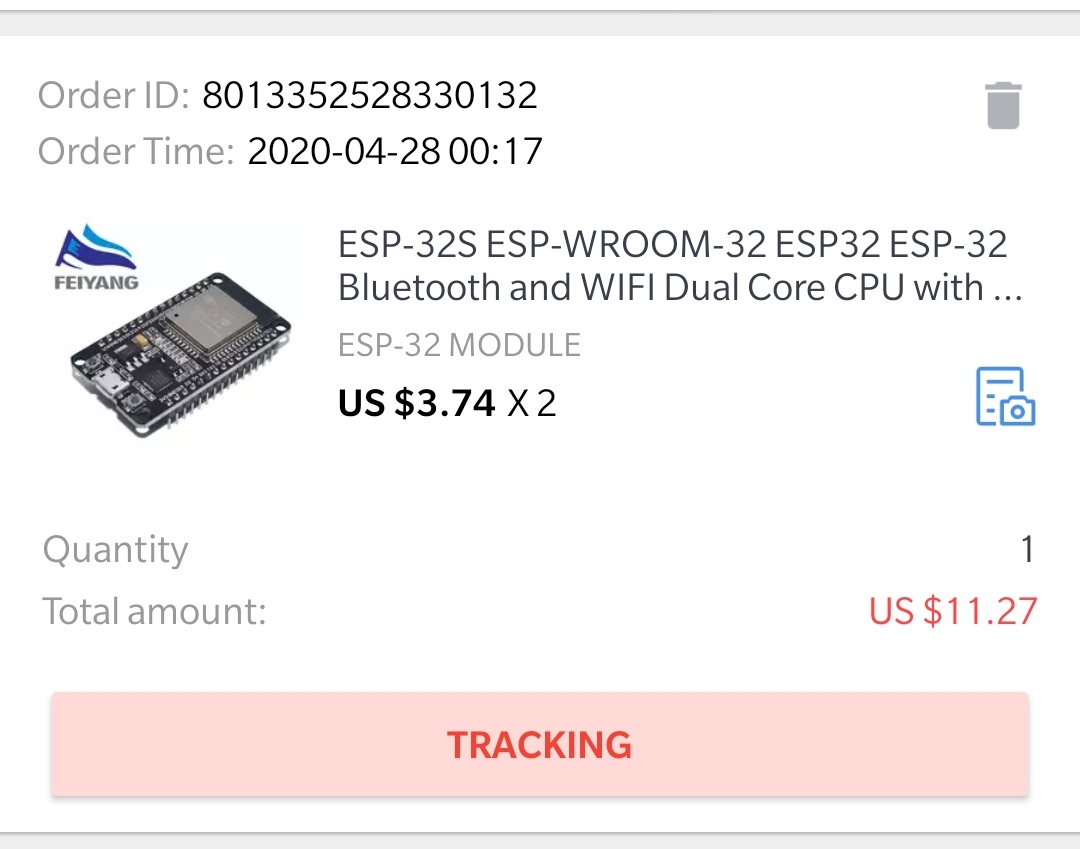 Order ID: 8013352528330132
Order Time: 2020-04-28 00:17
FEIYANG
ESP-32S ESP-WROOM-32 ESP32 ESP-32
Bluetooth and WIFI Dual Core CPU with ...
ESP-32 MODULE
US $3.74 X 2
Quantity 1
Total amount: US $11.27
TRACKING